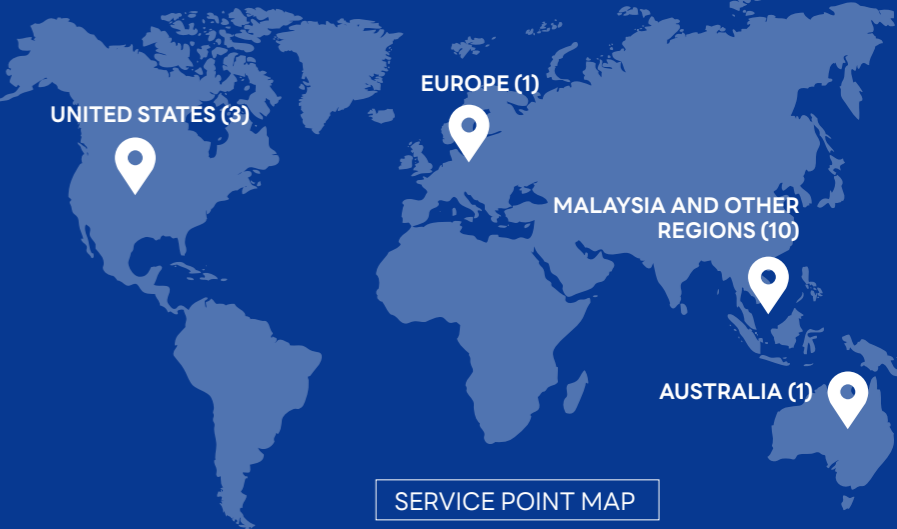 EUROPE (1)
UNITED STATES (3)
MALAYSIA AND OTHER
REGIONS (10)
AUSTRALIA (1)
SERVICE POINT MAP